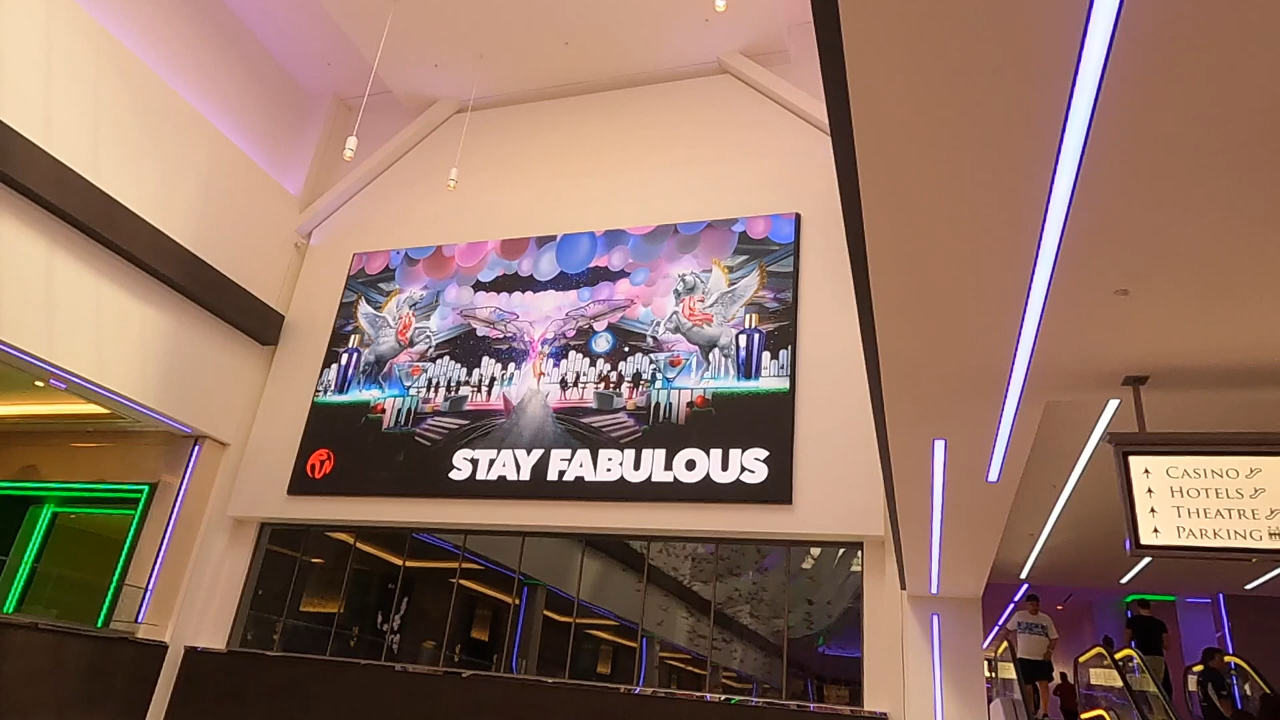 STAY FABULOUS
CASINO
HOTELS
THEATRE
PARKING